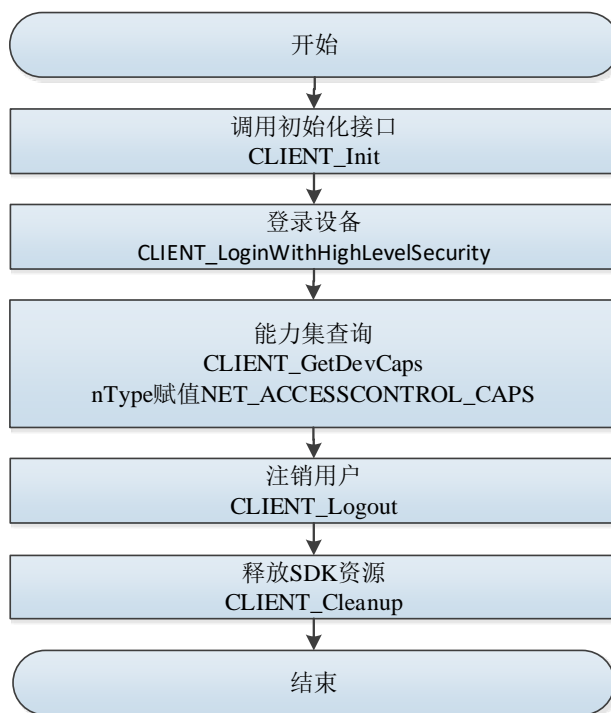 开始
调用初始化接口
CLIENT_Init
登录设备
CLIENT_LoginWithHighLevelSecurity
能力集查询
CLIENT_GetDevCaps
nType赋值NET_ACCESSCONTROL_CAPS
注销用户
CLIENT_Logout
释放SDK资源
CLIENT_Cleanup
结束